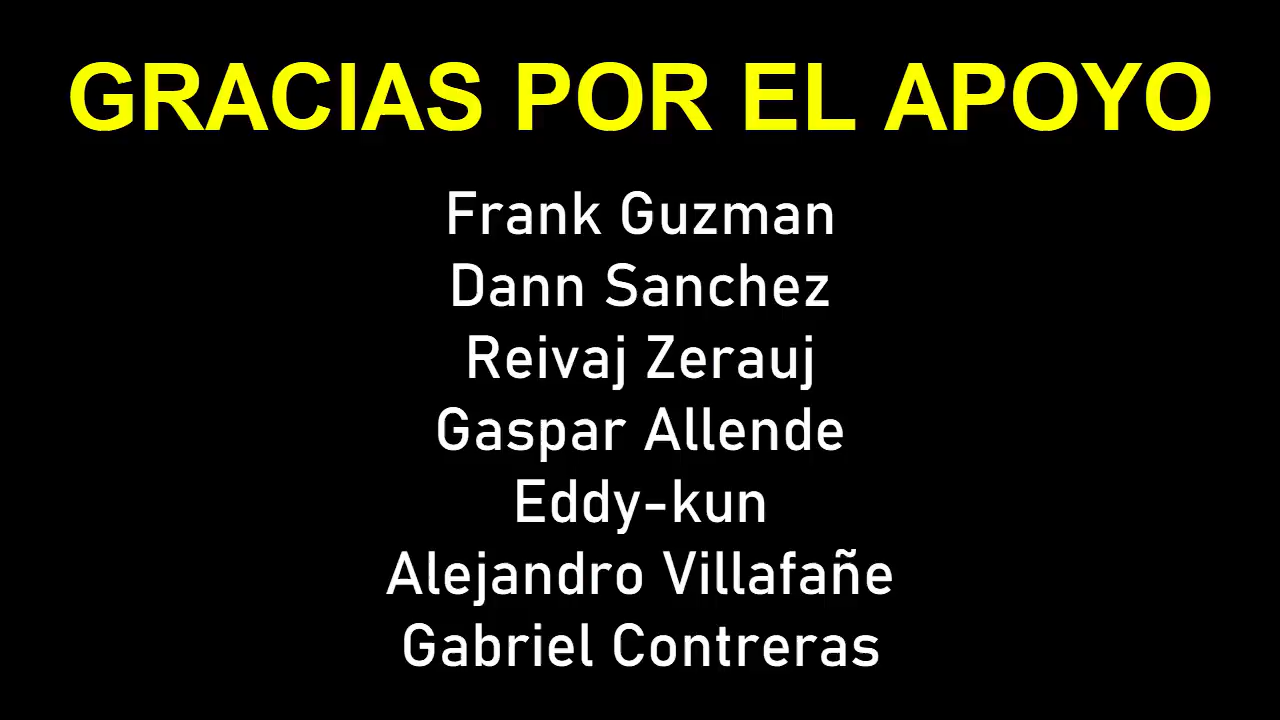 GRACIAS POR EL APOYO
Frank Guzman
Dann Sanchez
Reivaj Zerauj
Gaspar Allende
Eddy-kun
Alejandro Villafañe
Gabriel Contreras